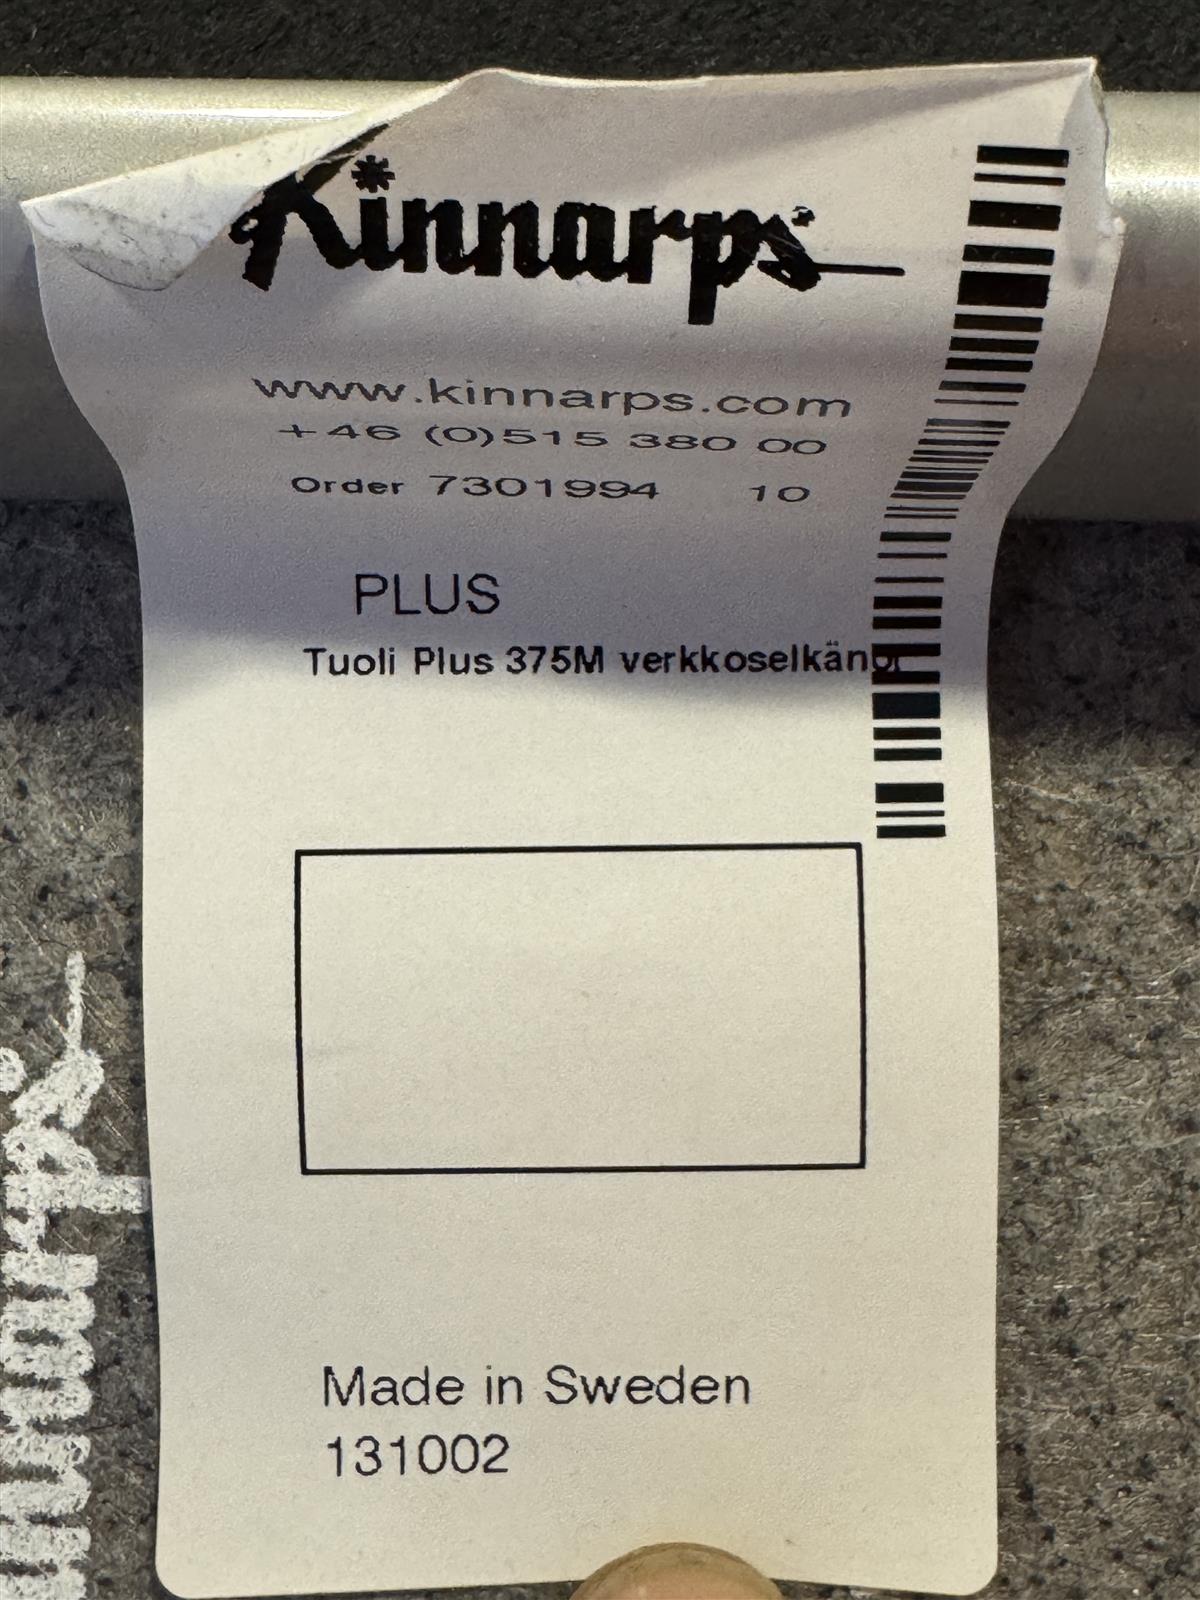 Kinnarps
www.kinnarps.com
+46 (0)515 380 00
Order 7301994 10
PLUS
Tuoli Plus 375M
Made in Sweden
131002